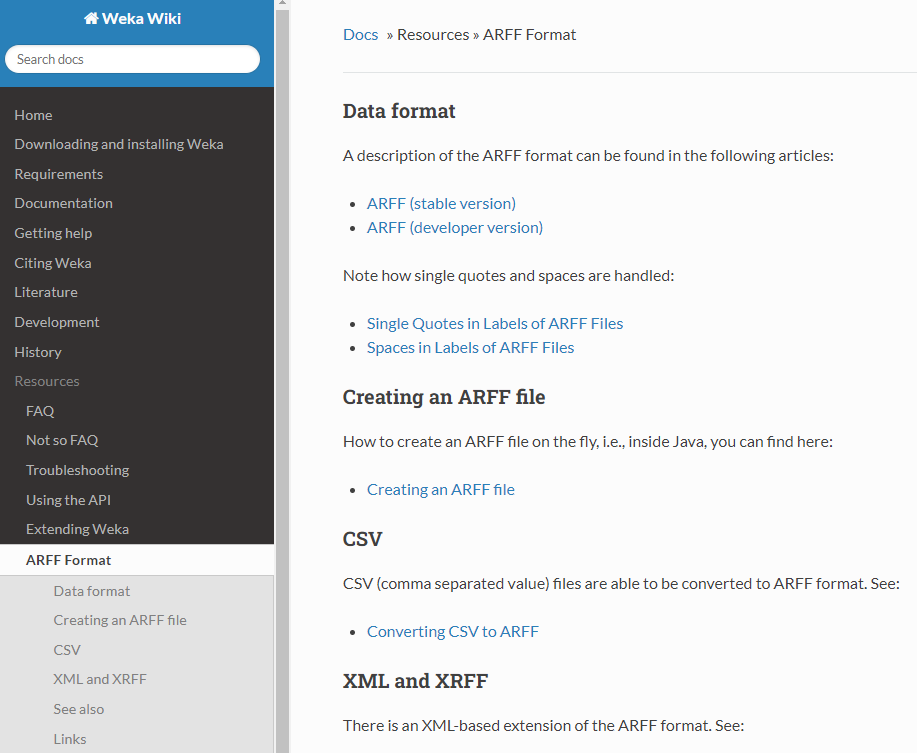 Weka Wiki
Search docs
Home
Downloading and installing Weka
Requirements
Documentation
Getting help
Citing Weka
Literature
Development
History
Resources
FAQ
Not so FAQ
Troubleshooting
Using the API
Extending Weka
ARFF Format
Data format
Creating an ARFF file
CSV
XML and XRFF
See also
Links
Docs » Resources » ARFF Format
Data format
A description of the ARFF format can be found in the following articles:
• ARFF (stable version)
• ARFF (developer version)
Note how single quotes and spaces are handled:
• Single Quotes in Labels of ARFF Files
• Spaces in Labels of ARFF Files
Creating an ARFF file
How to create an ARFF file on the fly, i.e., inside Java, you can find here:
• Creating an ARFF file
CSV
CSV (comma separated value) files are able to be converted to ARFF format. See:
• Converting CSV to ARFF
XML and XRFF
There is an XML-based extension of the ARFF format. See: